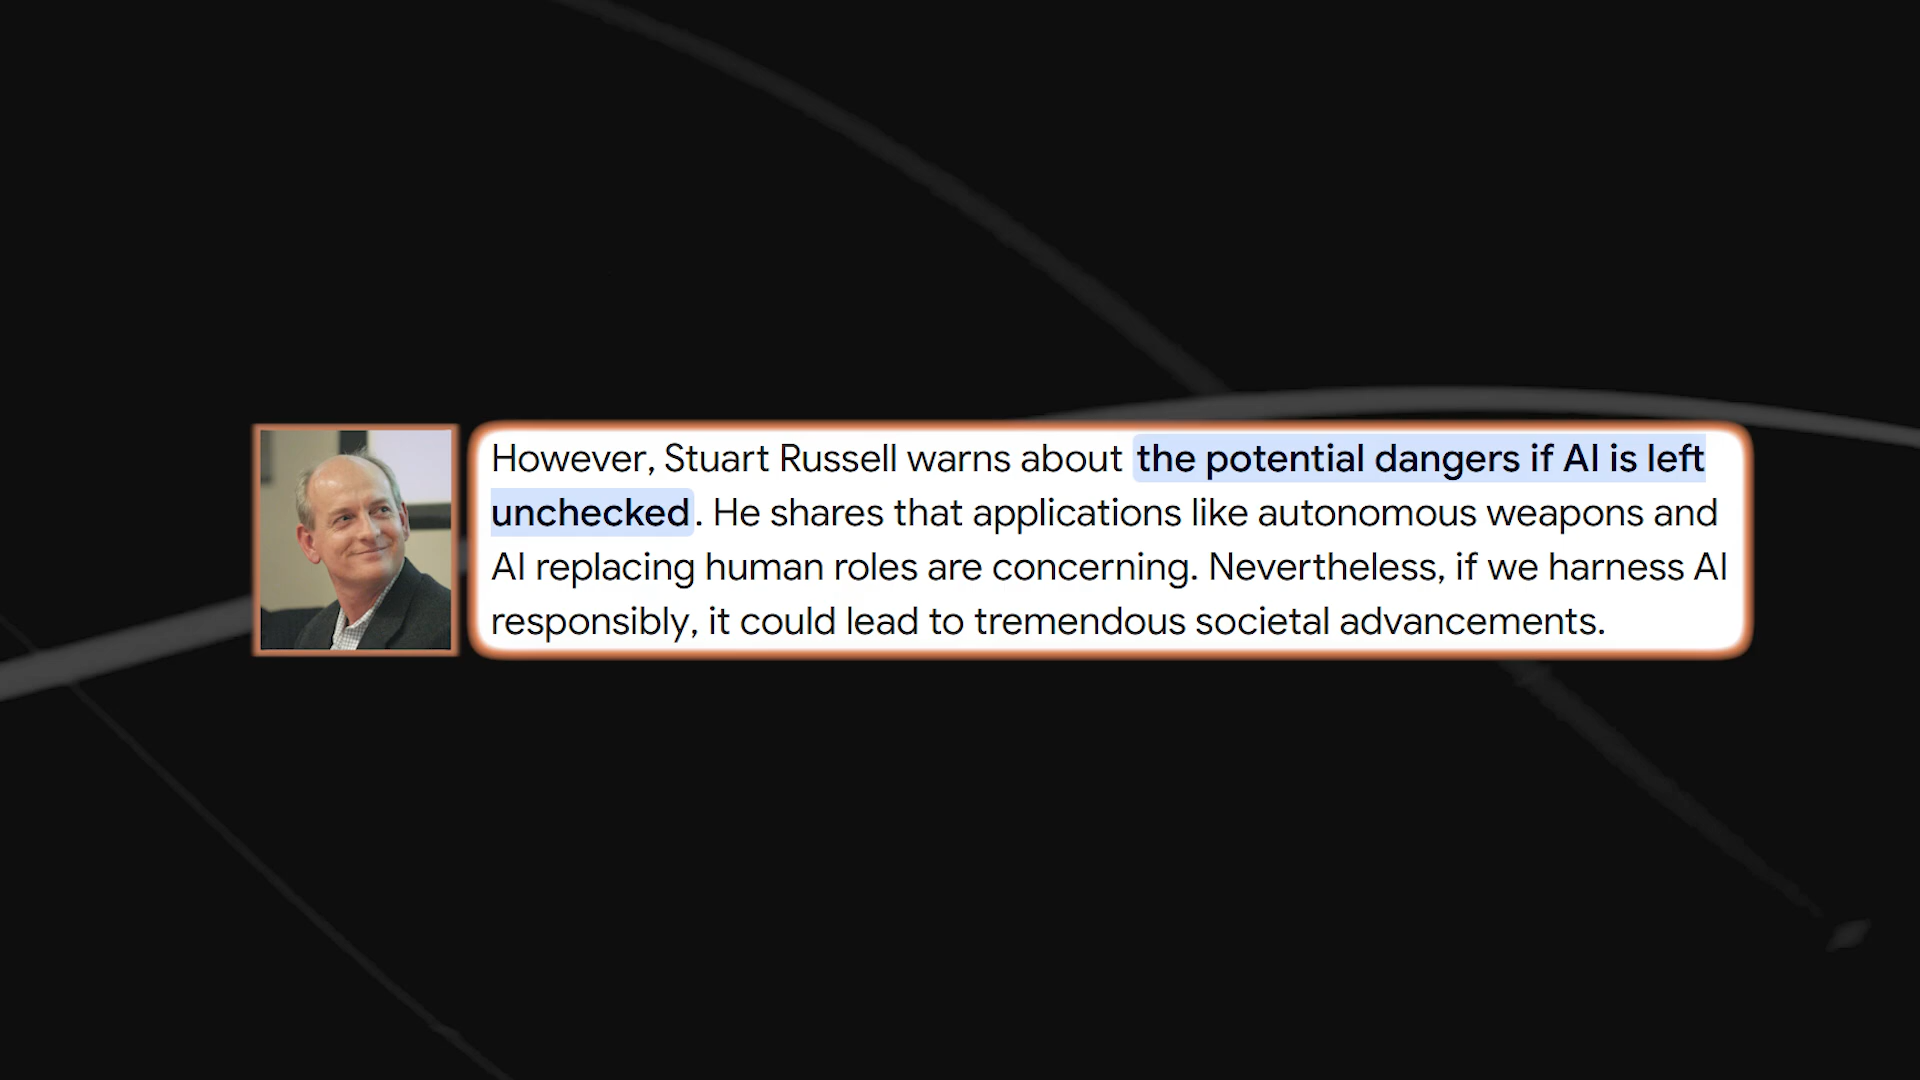 However, Stuart Russell warns about the potential dangers if AI is left
unchecked. He shares that applications like autonomous weapons and
AI replacing human roles are concerning. Nevertheless, if we harness AI
responsibly, it could lead to tremendous societal advancements.